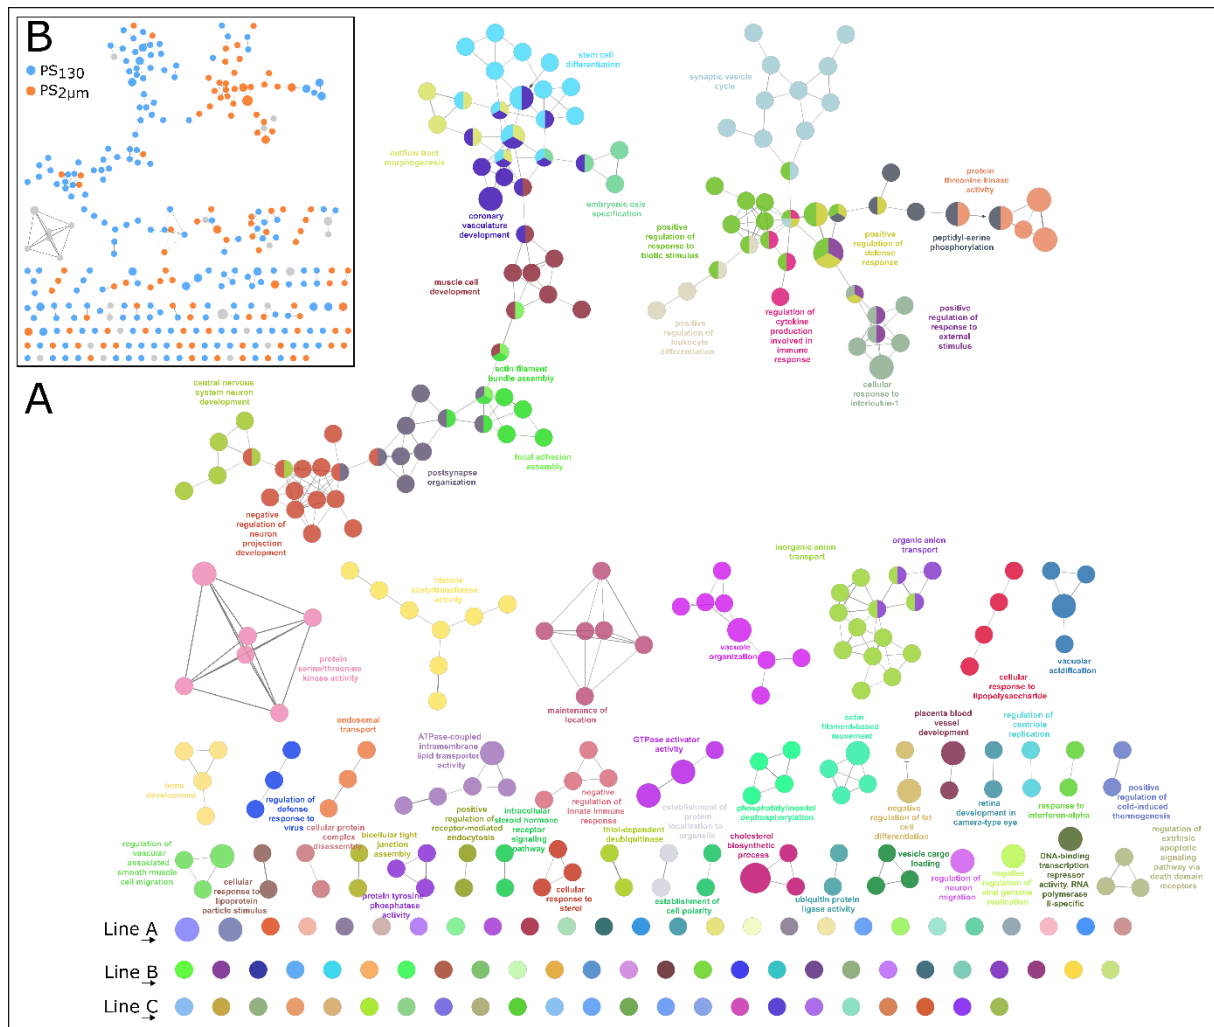 B
PS130
PS2μm
stem cell
differentiation
synaptic vesicle
cycle
outflow tract
morphogenesis
embryonic axis
specification
coronary
vasculature development
muscle cell
development
actin filament
bundle assembly
protein
threonine kinase
activity
positive
regulation of
response to
biotic stimulus
positive
regulation of
defense
response
peptidyl-serine
phosphorylation
positive
regulation of
leukocyte
differentiation
regulation of
cytokine
production
involved in
immune
response
positive
regulation of
response to
external
stimulus
cellular
response to
interleukin-1
A
central nervous
system neuron
development
focal adhesion
assembly
postsynapse
organization
negative
regulation of
neuron
projection
development
protein
serine/threonine
kinase activity
histone
acetyltransferase
activity
maintenance of
location
vacuole
organization
inorganic anion
transport
organic anion
transport
cellular
response to
lipopolysaccharide
vacuolar
acidification
bone
development
regulation of
defense
response to
virus
endosomal
transport
cellular protein
complex
disassembly
ATPase-coupled
intramembrane
lipid transporter
activity
negative
regulation of
innate immune
response
GTPase activator
activity
phosphatidylinositol
dephosphorylation
actin
filament-based
movement
negative
regulation of fat
cell
differentiation
placenta blood
vessel
development
retina
development in
camera-type eye
regulation of
centriole
replication
response to
interferon-alpha
positive
regulation of
cold-induced
thermogenesis
regulation of
vascular
associated
smooth muscle
cell migration
cellular
response to
lipoprotein
particle stimulus
bicellular tight
junction
assembly
protein tyrosine
phosphatase
activity
positive
regulation of
receptor-mediated
endocytosis
intracellular
steroid hormone
receptor
signaling
pathway
cellular
response to
sterol
thiol-dependent
deubiquitinase
establishment of
protein
localization to
organelle
establishment of
cell polarity
cholesterol
biosynthetic
process
ubiquitin protein
ligase activity
vesicle cargo
loading
regulation of
neuron
migration
negative
regulation of
viral genome
replication
DNA-binding
transcription
repressor
activity, RNA
polymerase
II-specific
regulation of
extrinsic
apoptotic
signaling
pathway via
death domain
receptors
Line A
Line B
Line C